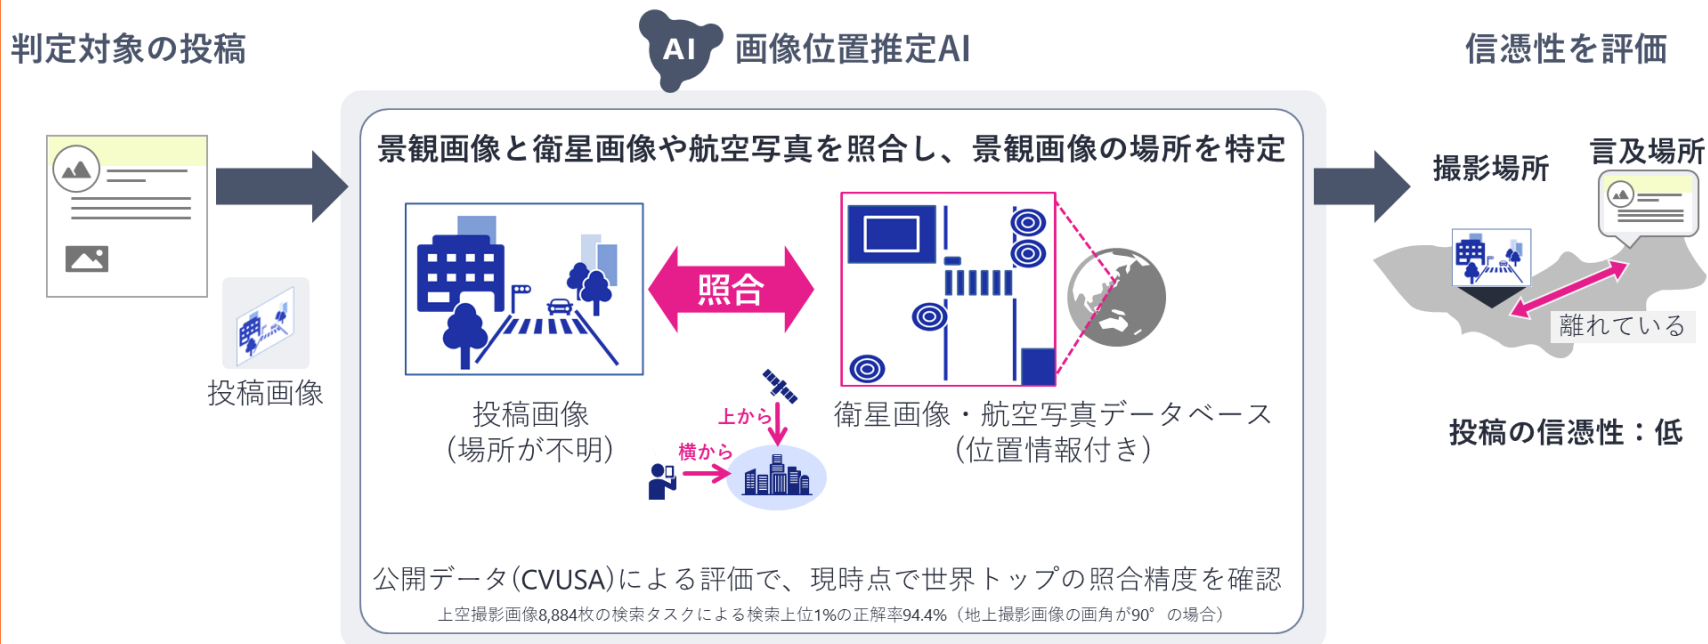 判定対象の投稿
AI
画像位置推定AI
信憑性を評価
景観画像と衛星画像や航空写真を照合し、景観画像の場所を特定
照合
投稿画像
投稿画像
(場所が不明)
上から
横から
衛星画像・航空写真データベース
(位置情報付き)
公開データ(CVUSA)による評価で、現時点で世界トップの照合精度を確認
上空撮影画像8,884枚の検索タスクによる検索上位1%の正解率94.4%（地上撮影画像の画角が90°の場合）
撮影場所
言及場所
離れている
投稿の信憑性：低